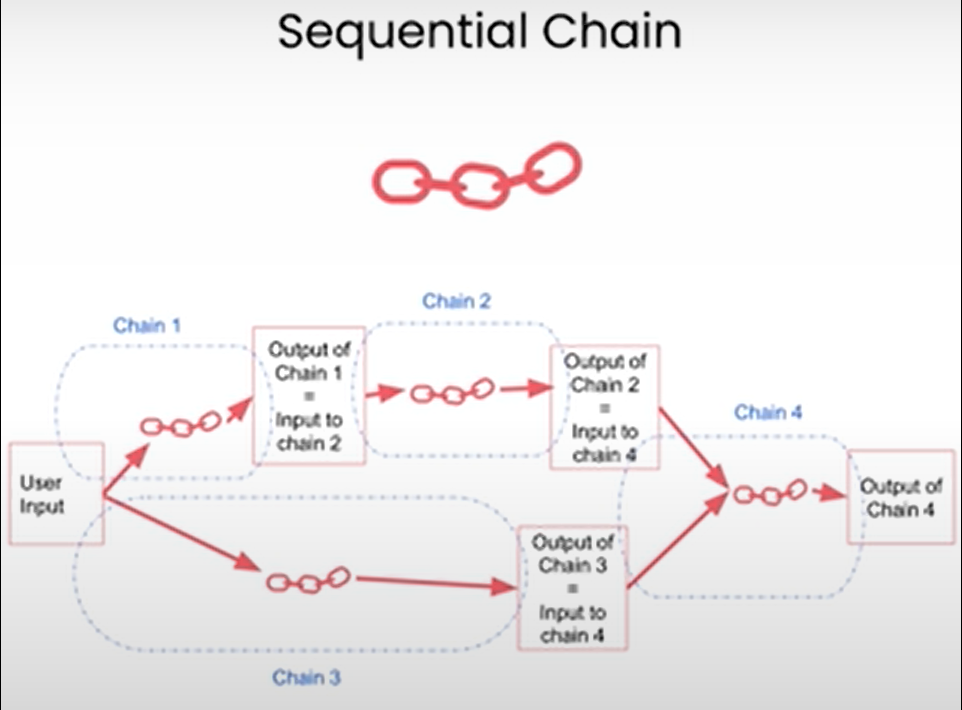 Sequential Chain
Chain 1
Chain 2
Chain 4
User
Input
Output of
Chain 1
=
Input to
chain 2
Output of
Chain 2
=
Input to
chain 4
Output of
Chain 3
=
Input to
chain 4
Output of
Chain 4
Chain 3